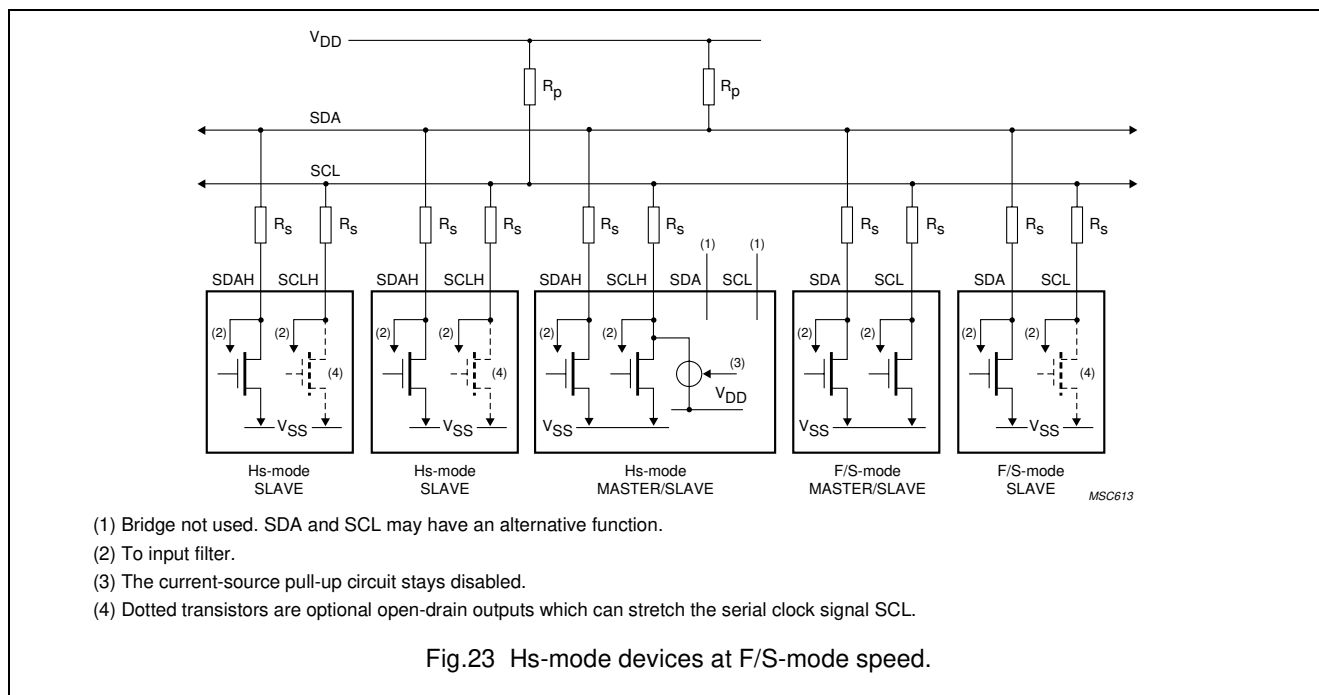 VDD
Rp Rp
SDA
SCL
Rs Rs Rs Rs Rs Rs Rs Rs Rs Rs
(1) (1)
SDAH SCLH SDAH SCLH SDAH SCLH SDA SCL SDA SCL SDA SCL
(2) (2) (2) (2) (2) (2) (2) (2) (2) (2)
(4) (4) (3) (4)
VDD
VSS VSS VSS VSS VSS
Hs-mode Hs-mode Hs-mode F/S-mode F/S-mode
SLAVE SLAVE MASTER/SLAVE MASTER/SLAVE SLAVE
MSC613
(1) Bridge not used. SDA and SCL may have an alternative function.
(2) To input filter.
(3) The current-source pull-up circuit stays disabled.
(4) Dotted transistors are optional open-drain outputs which can stretch the serial clock signal SCL.
Fig.23 Hs-mode devices at F/S-mode speed.